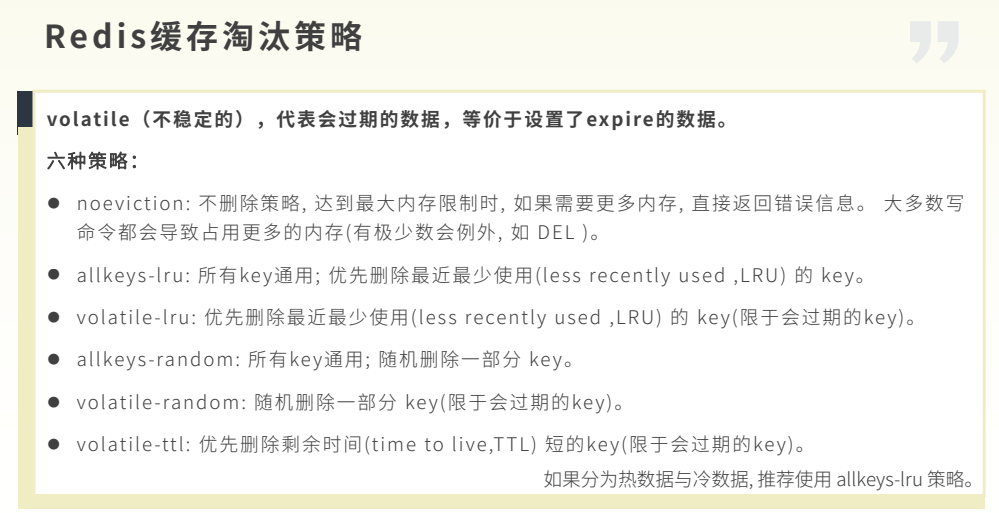 Redis缓存淘汰策略
volatile（不稳定的），代表会过期的数据，等价于设置了expire的数据。
六种策略：
● noeviction: 不删除策略, 达到最大内存限制时, 如果需要更多内存, 直接返回错误信息。 大多数写
命令都会导致占用更多的内存(有极少数会例外, 如 DEL )。
● allkeys-lru: 所有key通用; 优先删除最近最少使用(less recently used ,LRU) 的 key。
● volatile-lru: 优先删除最近最少使用(less recently used ,LRU) 的 key(限于会过期的key)。
● allkeys-random: 所有key通用; 随机删除一部分 key。
● volatile-random: 随机删除一部分 key(限于会过期的key)。
● volatile-ttl: 优先删除剩余时间(time to live,TTL) 短的key(限于会过期的key)。
如果分为热数据与冷数据, 推荐使用 allkeys-lru 策略。